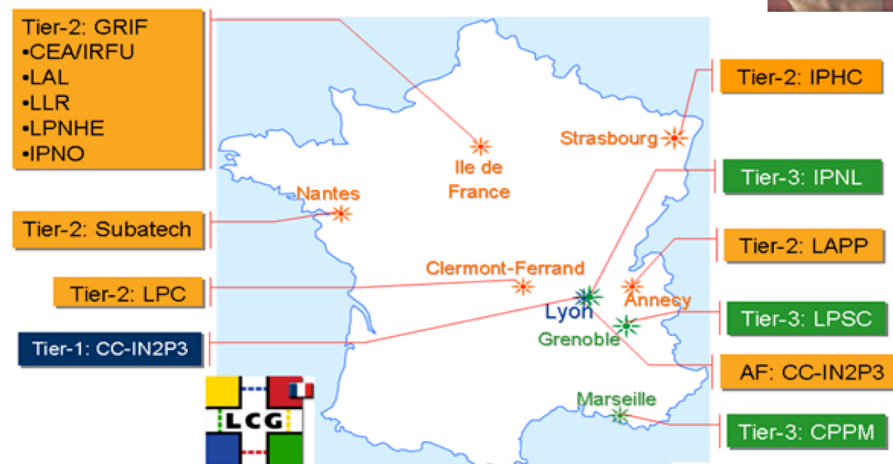 Tier-2: GRIF
•CEA/IRFU
•LAL
•LLR
•LPNHE
•IPNO
Tier-2: IPHC
Strasbourg
Ile de
France
Tier-3: IPNL
Nantes
Tier-2: Subatech
Tier-2: LAPP
Clermont-Ferrand
Annecy
Tier-2: LPC
Lyon
Tier-3: LPSC
Grenoble
Tier-1: CC-IN2P3
AF: CC-IN2P3
Marseille
LCG
Tier-3: CPPM